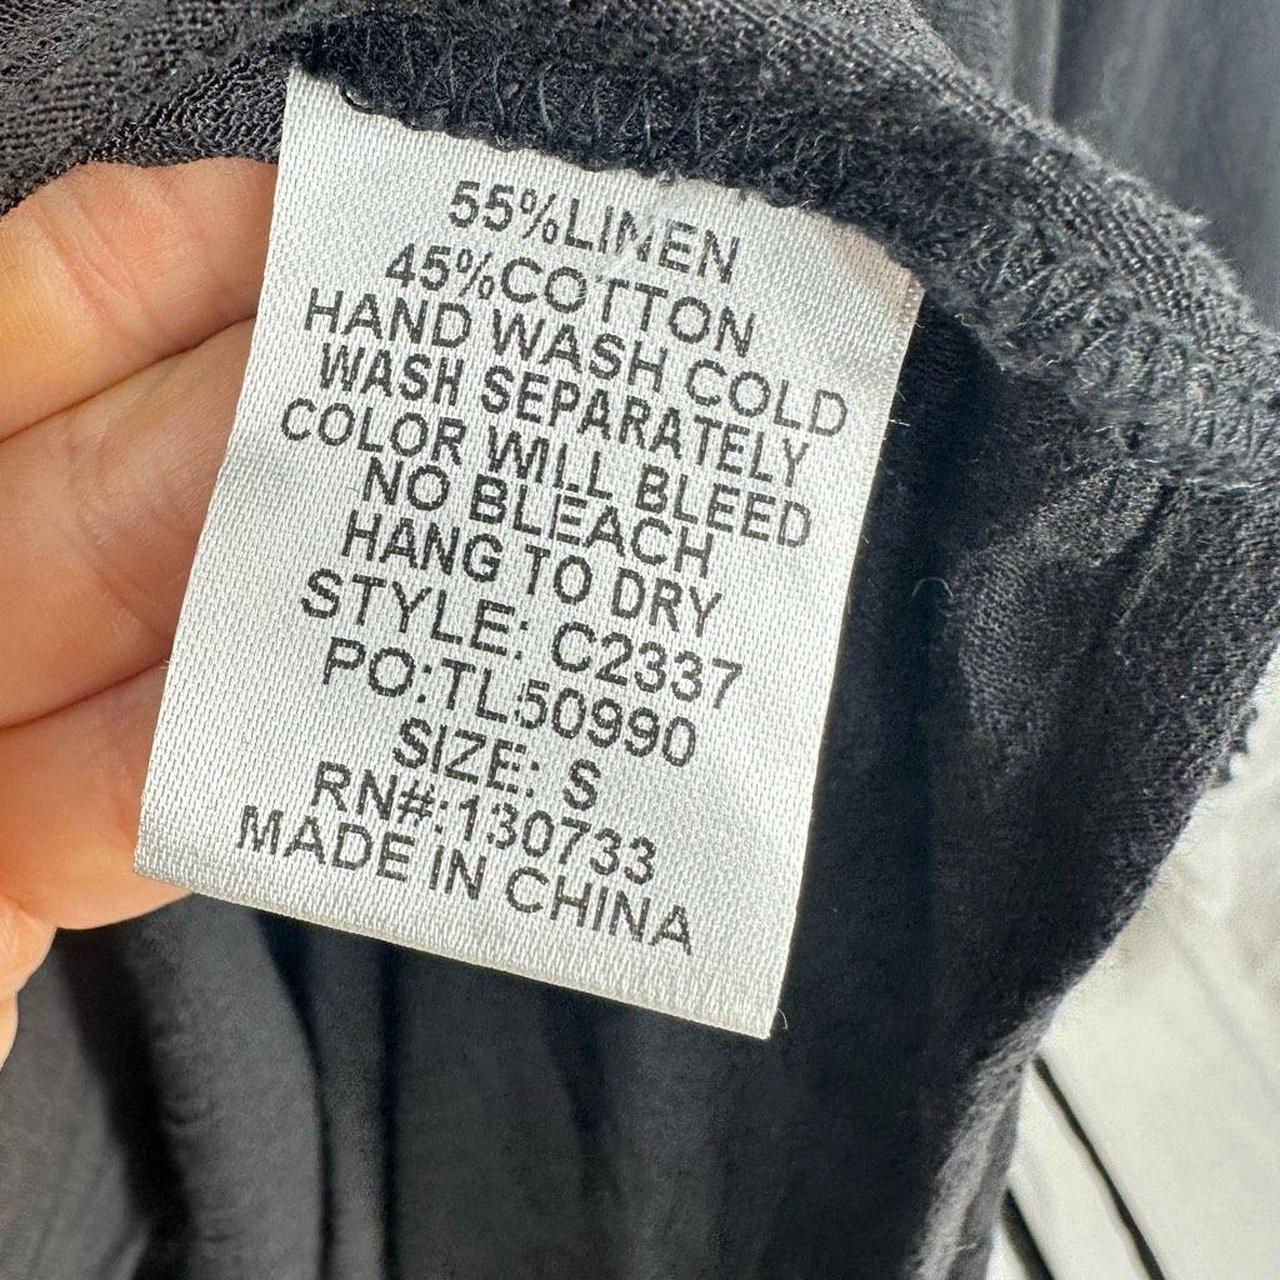 55%LINEN
45%COTTON
HAND WASH COLD
WASH SEPARATELY
COLOR WILL BLEED
NO BLEACH
HANG TO DRY
STYLE: C2337
PO:TL50990
SIZE: S
RN#:130733
MADE IN CHINA